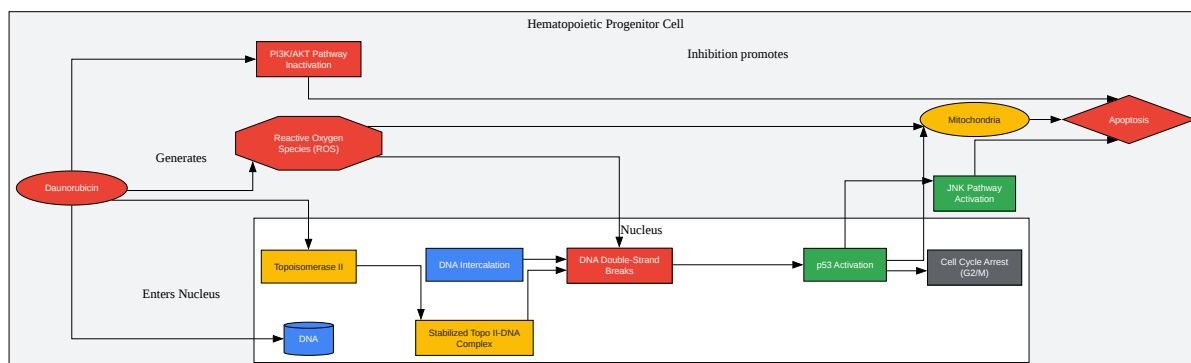 Hematopoietic Progenitor Cell
PI3K/AKT Pathway
Inactivation
Inhibition promotes
Reactive Oxygen
Species (ROS)
Mitochondria
Apoptosis
Generates
Daunorubicin
JNK Pathway
Activation
Nucleus
Topoisomerase II
DNA Intercalation
DNA Double-Strand
Breaks
p53 Activation
Cell Cycle Arrest
(G2/M)
Enters Nucleus
DNA
Stabilized Topo II-DNA
Complex